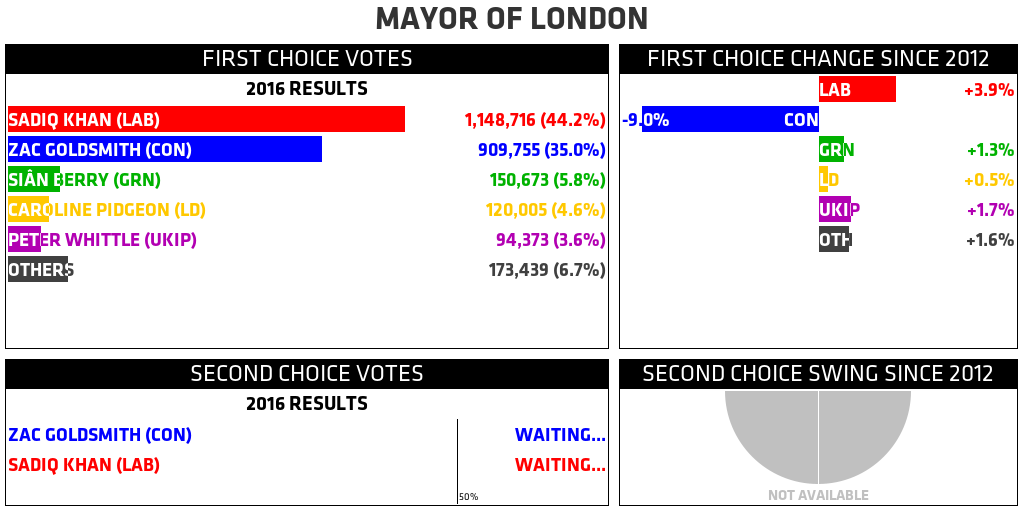 MAYOR OF LONDON
FIRST CHOICE VOTES
2016 RESULTS
SADIQ KHAN (LAB) 1,148,716 (44.2%)
ZAC GOLDSMITH (CON) 909,755 (35.0%)
SIÂN BERRY (GRN) 150,673 (5.8%)
CAROLINE PIDGEON (LD) 120,005 (4.6%)
PETER WHITTLE (UKIP) 94,373 (3.6%)
OTHERS 173,439 (6.7%)
FIRST CHOICE CHANGE SINCE 2012
LAB +3.9%
-9.0% CON
GRN +1.3%
LD +0.5%
UKIP +1.7%
OTH +1.6%
SECOND CHOICE VOTES
2016 RESULTS
ZAC GOLDSMITH (CON) WAITING...
SADIQ KHAN (LAB) WAITING...
50%
SECOND CHOICE SWING SINCE 2012
NOT AVAILABLE